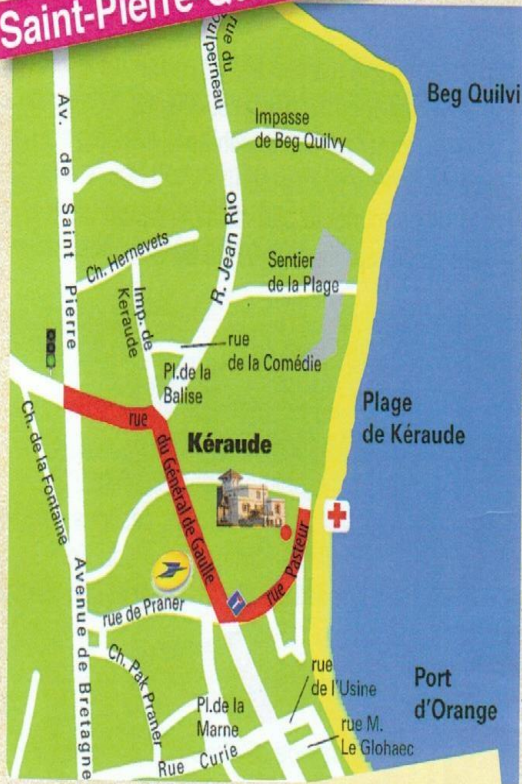 Saint-Pierre
rue du
Beg Quilvi
Impasse
de Beg Quilvy
Av. de Saint Pierre
R. Jean Rio
Ch. Hernevets
Sentier
de la Plage
Imp. de
Keraude
rue
de la Comédie
Pl.de la
Balise
Plage
de Kéraude
rue du Général de Gaulle
Kéraude
Ch. de la Fontaine
rue Pasteur
rue de Praner
Avenue de Bretagne
Ch. Pak Praner
rue
de l'Usine
Port
d'Orange
Pl.de la
Marne
rue M.
Le Glohaec
Rue Curie